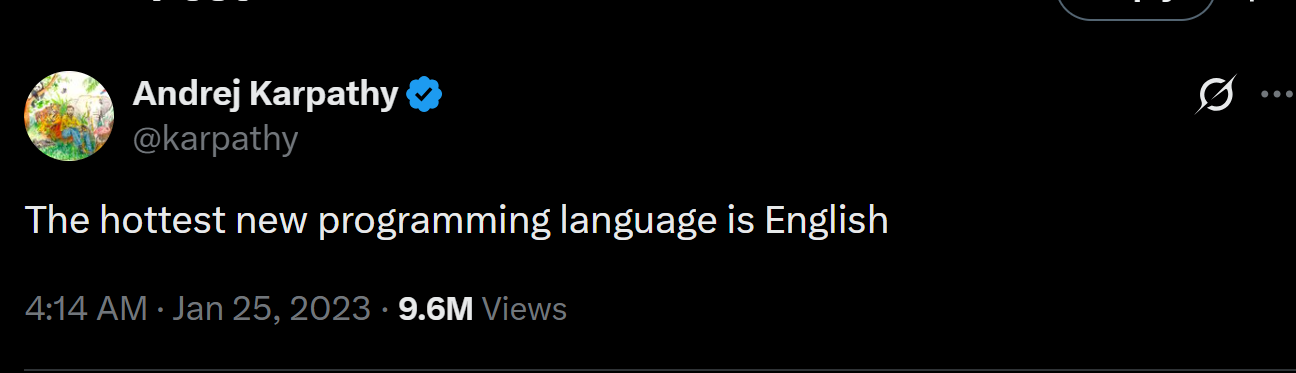 Andrej Karpathy
@karpathy
The hottest new programming language is English
4:14 AM · Jan 25, 2023 · 9.6M Views